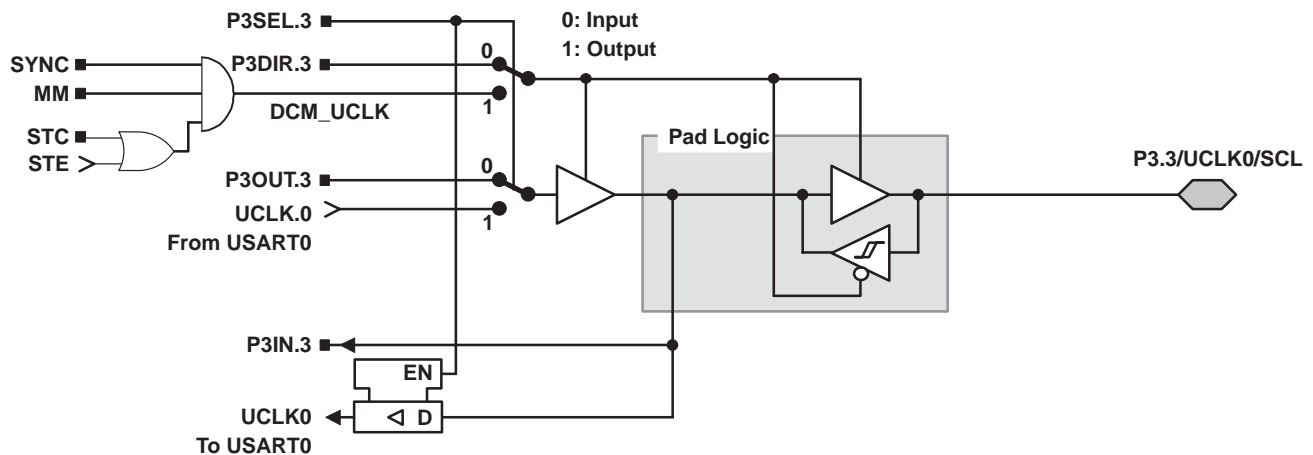 P3SEL.3
0: Input
1: Output
SYNC
P3DIR.3
0
MM
1
DCM_UCLK
STC
STE
Pad Logic
P3.3/UCLK0/SCL
P3OUT.3
0
UCLK.0
1
From USART0
P3IN.3
EN
UCLK0
D
To USART0